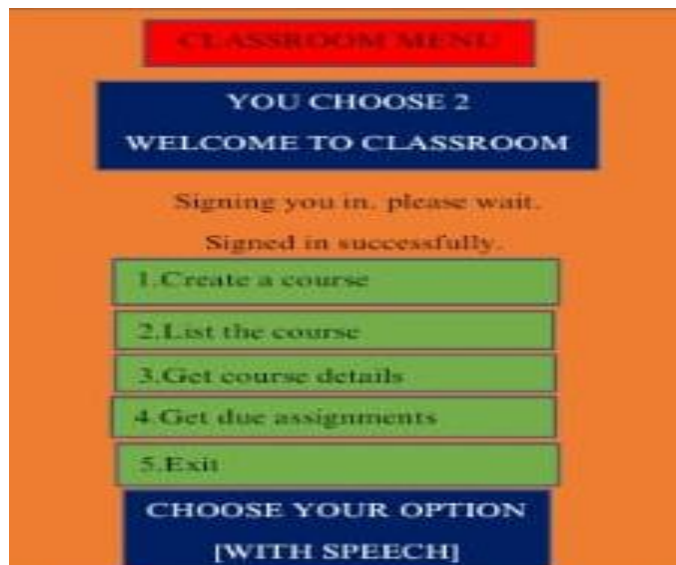 CLASSROOM MENU
YOU CHOOSE 2
WELCOME TO CLASSROOM
Signing you in, please wait.
Signed in successfully.
1.Create a course
2.List the course
3.Get course details
4.Get due assignments
5.Exit
CHOOSE YOUR OPTION
[WITH SPEECH]